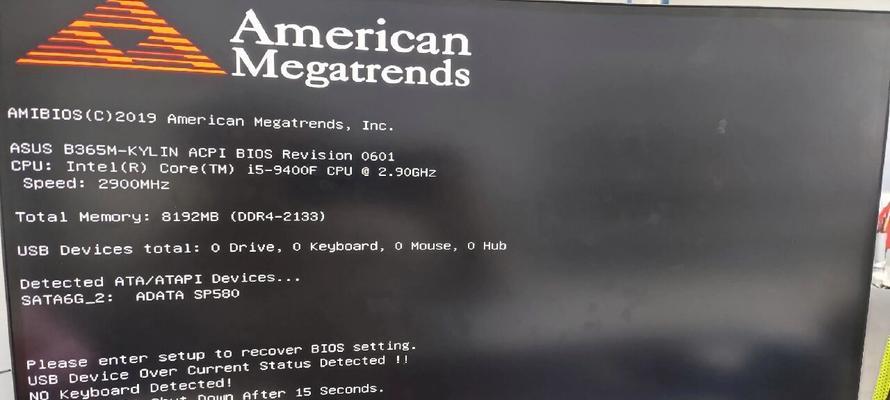 American
Megatrends
AMIBIOS(C)2019 American Megatrends, Inc.
ASUS B365M-KYLIN ACPI BIOS Revision 0601
CPU: Intel(R) Core(TM) i5-9400F CPU @ 2.90GHz
Speed: 2900MHz
Total Memory: 8192MB (DDR4-2133)
USB Devices total: 0 Drive, 0 Keyboard, 0 Mouse, 0 Hub
Detected ATA/ATAPI Devices...
SATA6G_2: ADATA SP580
Please enter setup to recover BIOS setting.
USB Device Over Current Status Detected !!
NO Keyboard Detected!
Shut Down After 15 Seconds.